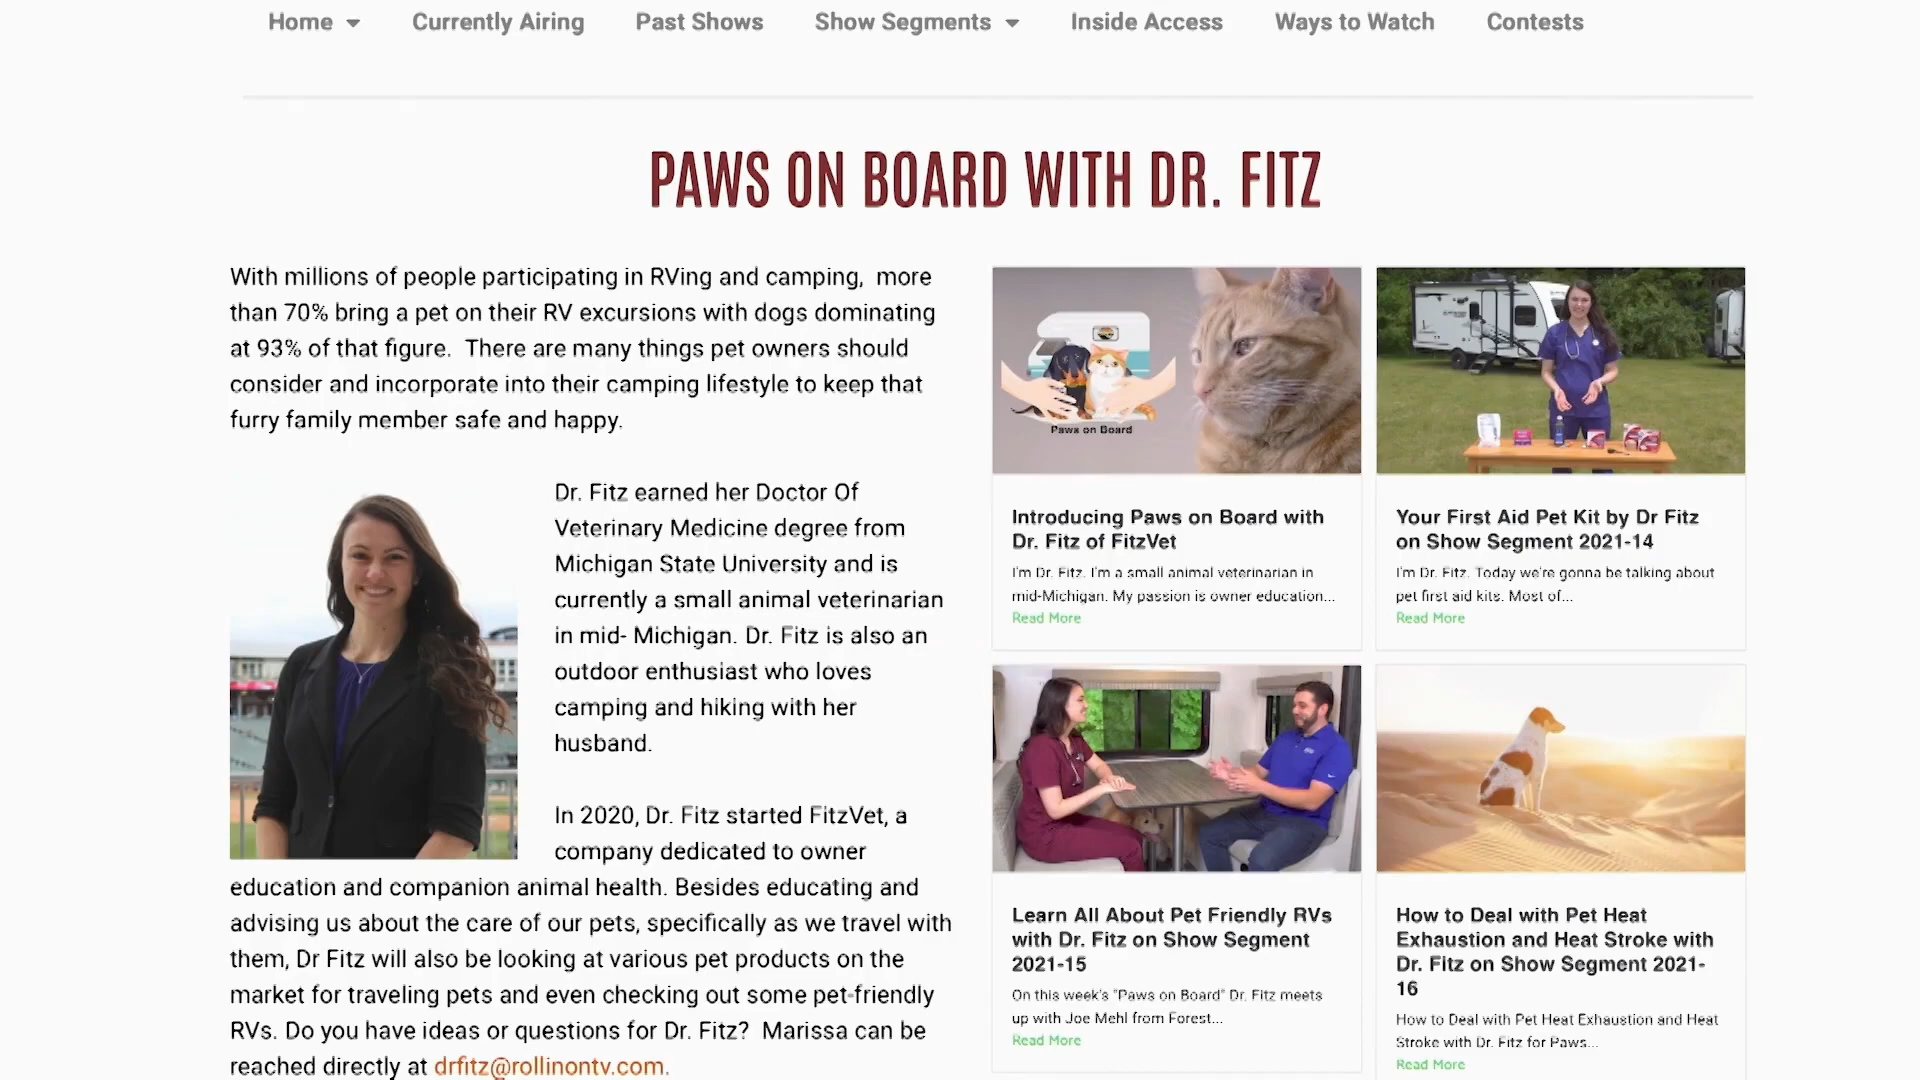 Home
Currently Airing
Past Shows
Show Segments
Inside Access
Ways to Watch
Contests
PAWS ON BOARD WITH DR. FITZ
With millions of people participating in RVing and camping, more
than 70% bring a pet on their RV excursions with dogs dominating
at 93% of that figure. There are many things pet owners should
consider and incorporate into their camping lifestyle to keep that
furry family member safe and happy.
Dr. Fitz earned her Doctor Of
Veterinary Medicine degree from
Michigan State University and is
currently a small animal veterinarian
in mid- Michigan. Dr. Fitz is also an
outdoor enthusiast who loves
camping and hiking with her
husband.
In 2020, Dr. Fitz started FitzVet, a
company dedicated to owner
education and companion animal health. Besides educating and
advising us about the care of our pets, specifically as we travel with
them, Dr Fitz will also be looking at various pet products on the
market for traveling pets and even checking out some pet-friendly
RVs. Do you have ideas or questions for Dr. Fitz? Marissa can be
reached directly at drfitz@rollinontv.com.
Paws on Board
Introducing Paws on Board with
Dr. Fitz of FitzVet
I'm Dr. Fitz. I'm a small animal veterinarian in
mid-Michigan. My passion is owner education...
Read More
Your First Aid Pet Kit by Dr Fitz
on Show Segment 2021-14
I'm Dr. Fitz. Today we're gonna be talking about
pet first aid kits. Most of...
Read More
Learn All About Pet Friendly RVs
with Dr. Fitz on Show Segment
2021-15
On this week's "Paws on Board" Dr. Fitz meets
up with Joe Mehl from Forest...
Read More
How to Deal with Pet Heat
Exhaustion and Heat Stroke with
Dr. Fitz on Show Segment 2021-
16
How to Deal with Pet Heat Exhaustion and Heat
Stroke with Dr. Fitz for Paws...
Read More